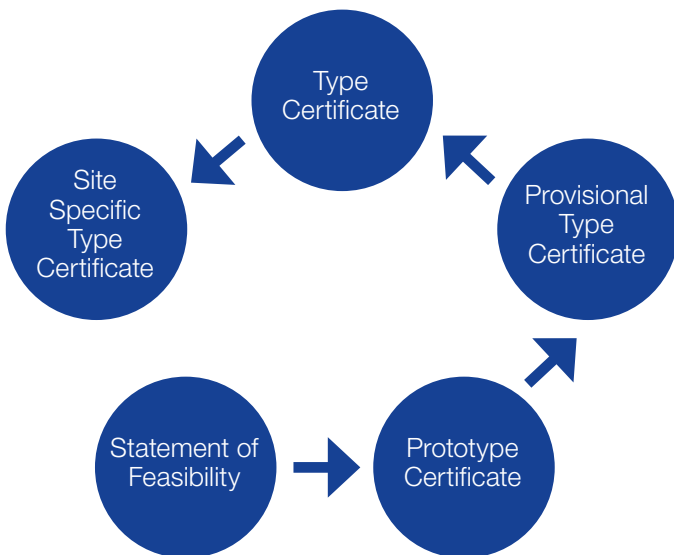 Type
Certificate
Site
Specific
Type
Certificate
Provisional
Type
Certificate
Statement of
Feasibility
Prototype
Certificate